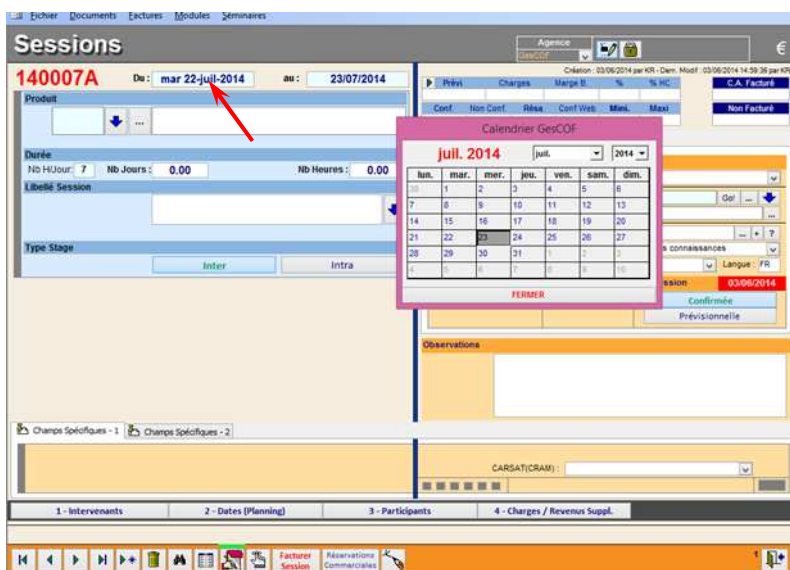 Fichier Documents Factures Modules Séminaires
Sessions
Agence
GesCOF
€
140007A Du : mar 22-juil-2014 au : 23/07/2014
Création : 03/06/2014 par KR - Dern. Modif : 03/06/2014 14:59:36 par KR
Prévi Charges Marge B. % % HC C.A. Facturé
Conf. Non Conf. Résa Conf Web Mini. Maxi Non Facturé
Produit
...
Durée
Nb H/Jour: 7 Nb Jours : 0.00 Nb Heures : 0.00
Libellé Session
Type Stage
Inter Intra
Calendrier GesCOF
juil. 2014 juil. 2014
lun. mar. mer. jeu. ven. sam. dim.
30 1 2 3 4 5 6
7 8 9 10 11 12 13
14 15 16 17 18 19 20
21 22 23 24 25 26 27
28 29 30 31 1 2 3
4 5 6 7 8 9 10
FERMER
Go! ...
...
... + ?
s connaissances
Langue : FR
ession 03/06/2014
Confirmée
Prévisionnelle
Observations
Champs Spécifiques - 1 Champs Spécifiques - 2
CARSAT(CRAM) :
1 - Intervenants 2 - Dates (Planning) 3 - Participants 4 - Charges / Revenus Suppl.
Facturer Session
Réservations Commerciales
1